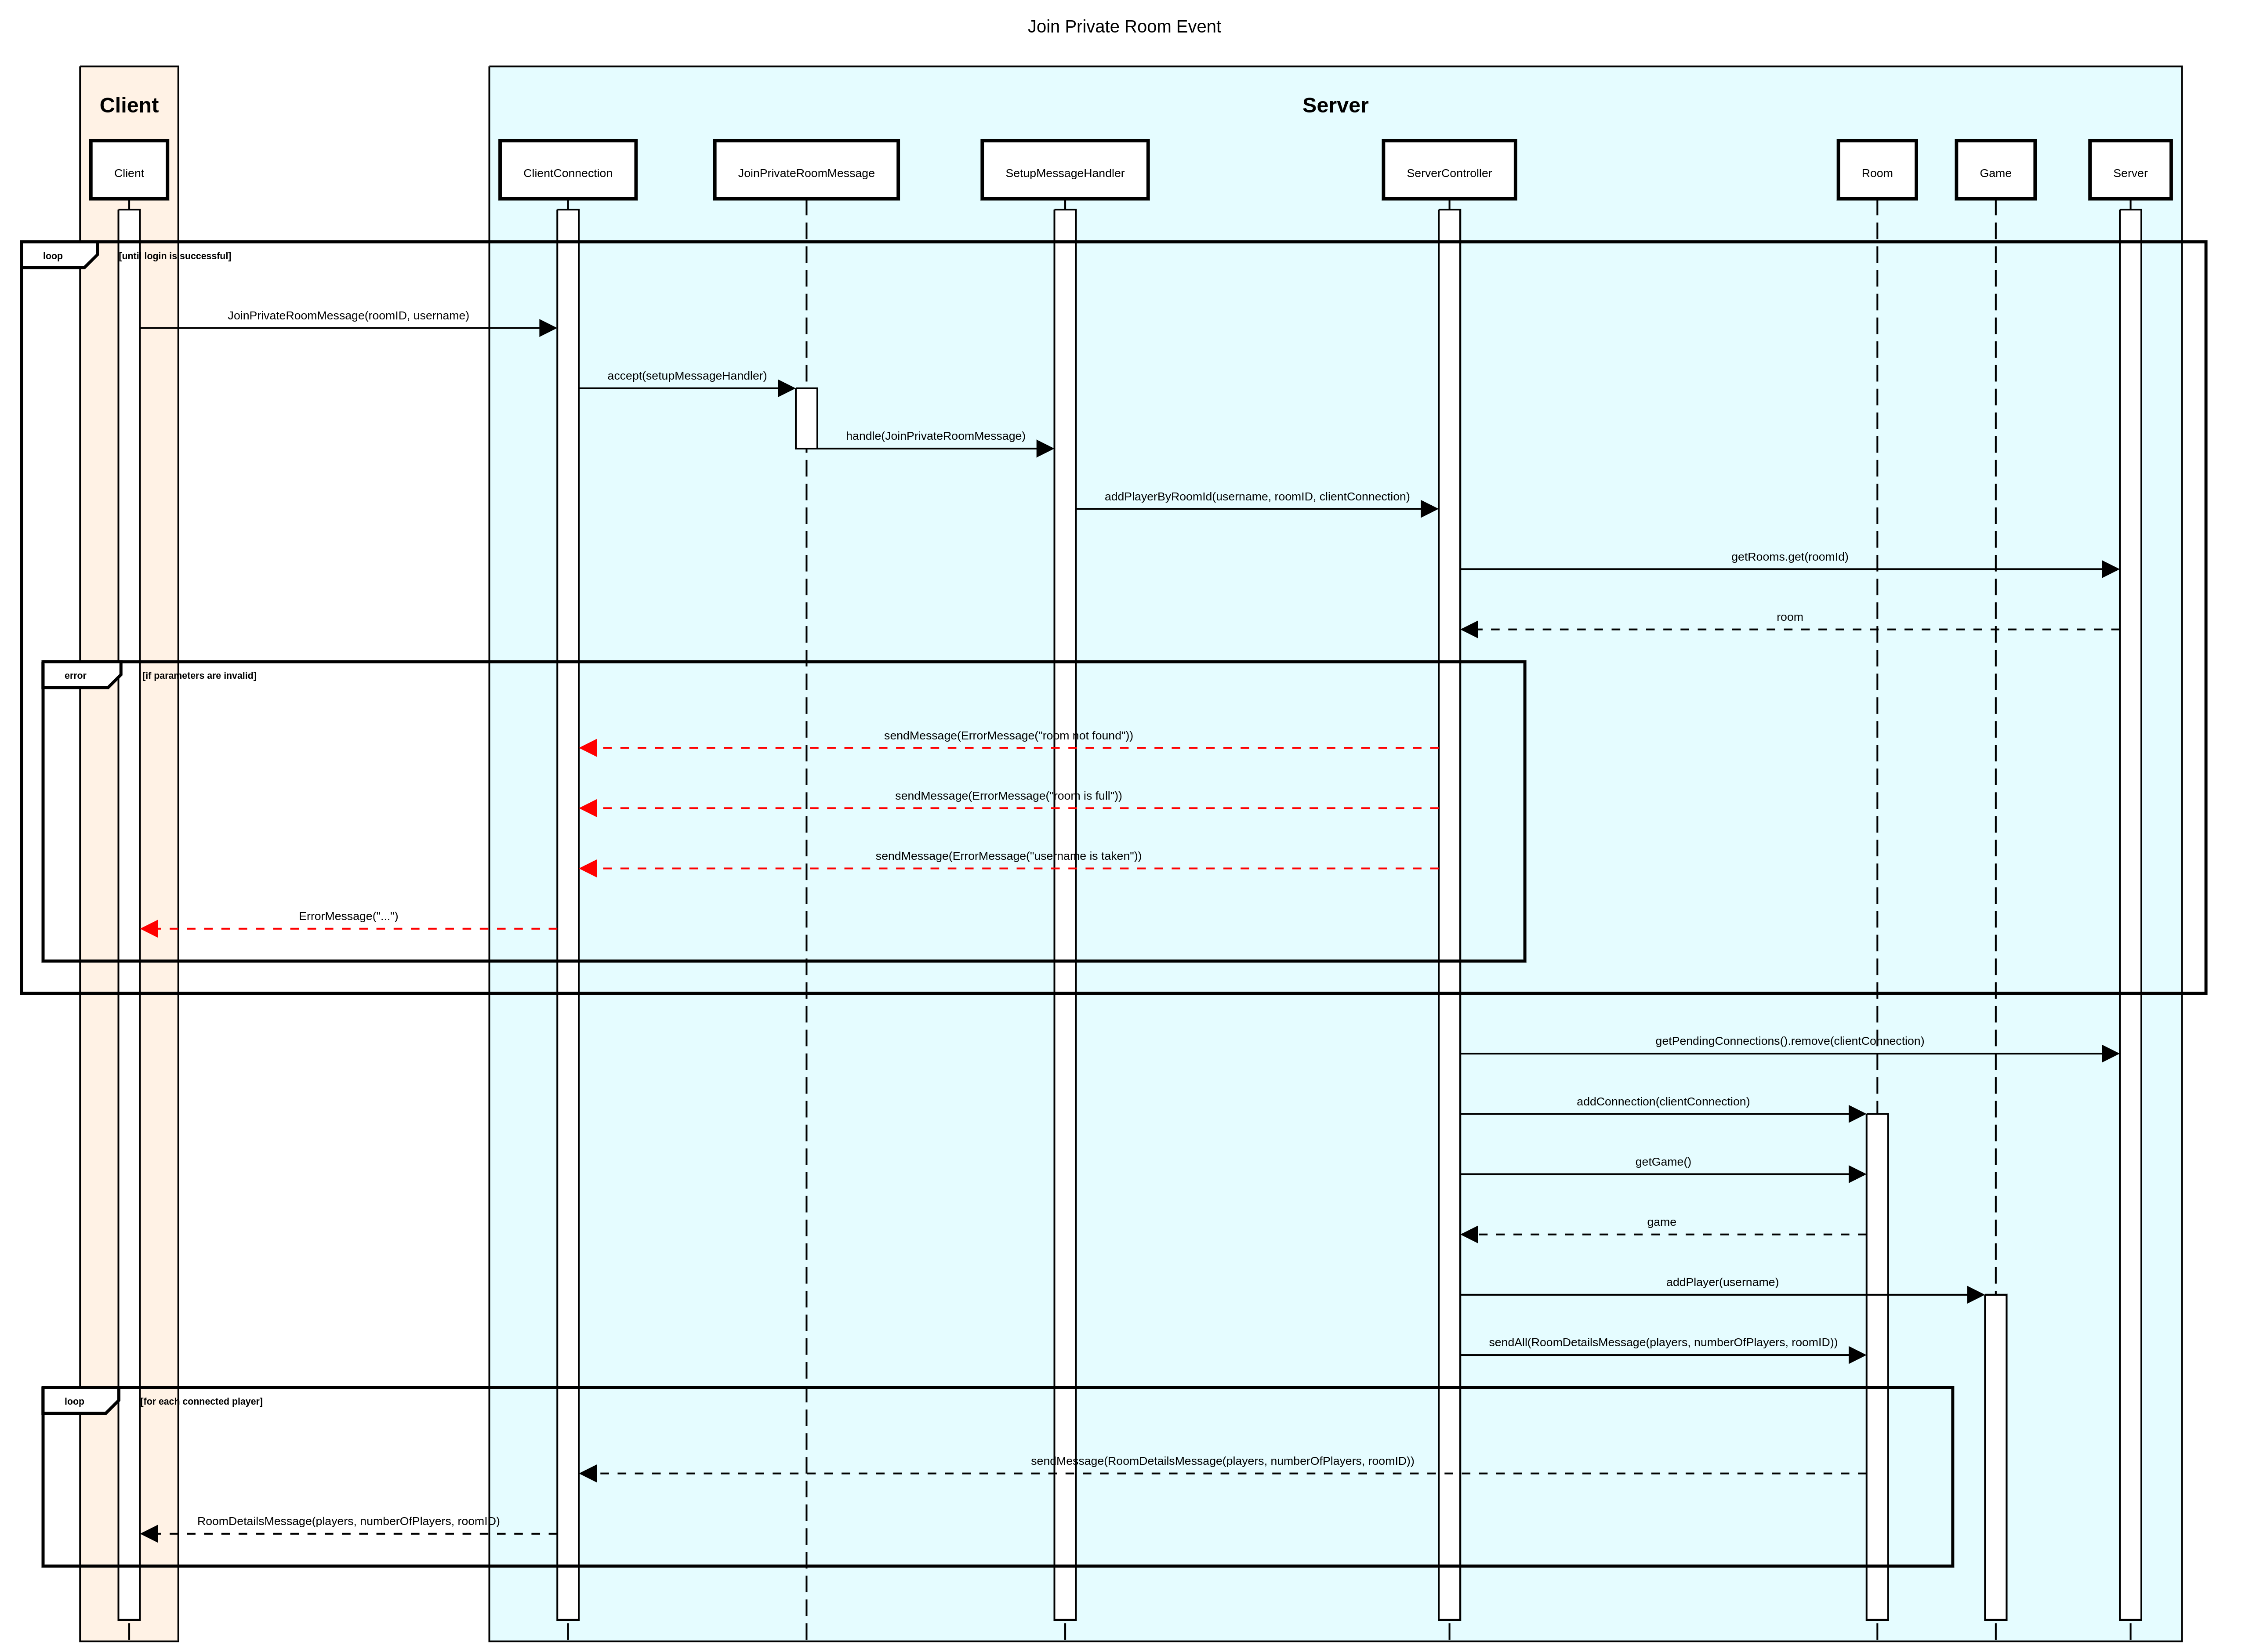 Join Private Room Event
Client
Server
Client
ClientConnection
JoinPrivateRoomMessage
SetupMessageHandler
ServerController
Room
Game
Server
loop
[until login is successful]
JoinPrivateRoomMessage(roomID, username)
accept(setupMessageHandler)
handle(JoinPrivateRoomMessage)
addPlayerByRoomId(username, roomID, clientConnection)
getRooms.get(roomId)
room
error
[if parameters are invalid]
sendMessage(ErrorMessage("room not found"))
sendMessage(ErrorMessage("room is full"))
sendMessage(ErrorMessage("username is taken"))
ErrorMessage("...")
getPendingConnections().remove(clientConnection)
addConnection(clientConnection)
getGame()
game
addPlayer(username)
sendAll(RoomDetailsMessage(players, numberOfPlayers, roomID))
loop
[for each connected player]
sendMessage(RoomDetailsMessage(players, numberOfPlayers, roomID))
RoomDetailsMessage(players, numberOfPlayers, roomID)